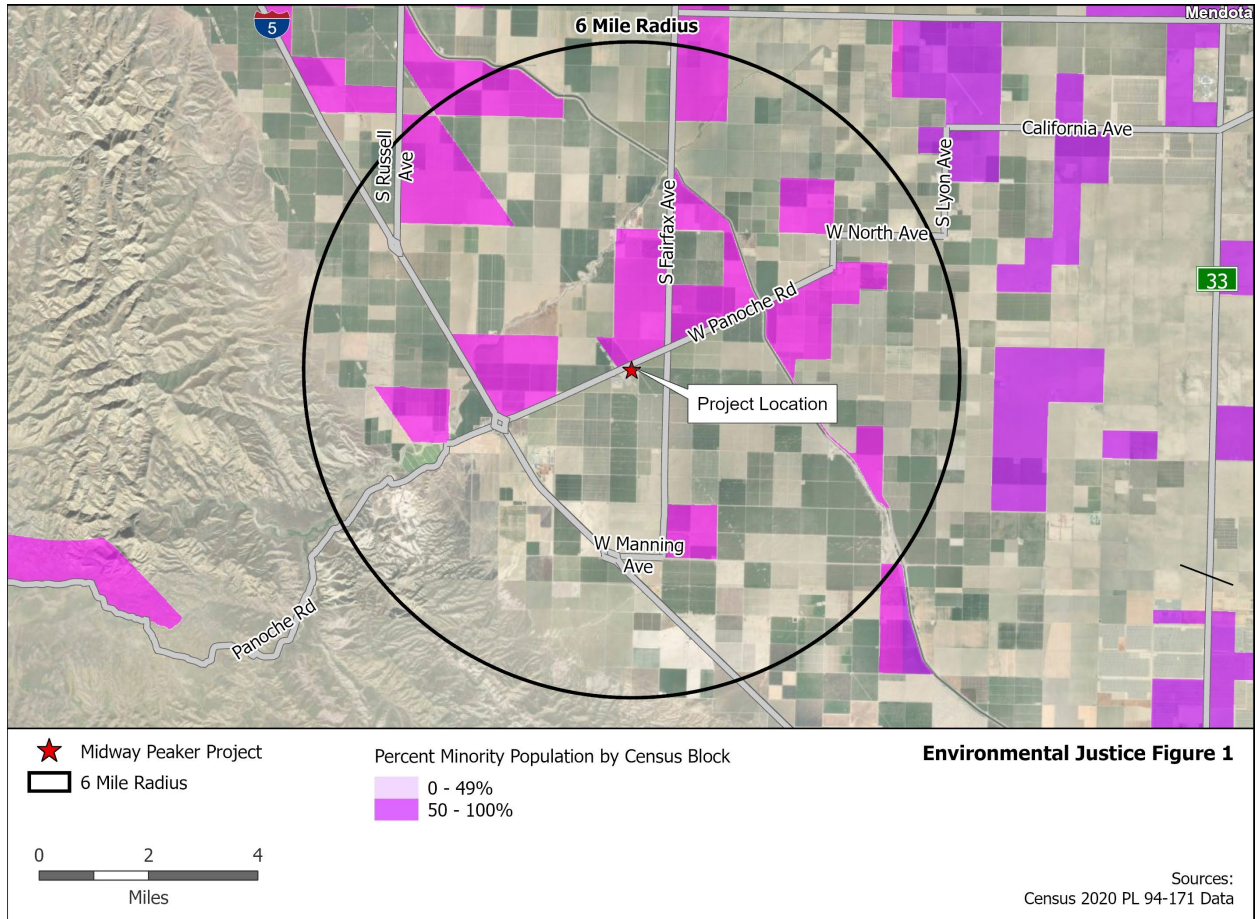 Mendota
6 Mile Radius
5
California Ave
S Russell
Ave
S Lyon Ave
S Fairfax Ave
W North Ave
33
W Panoche Rd
Project Location
W Manning
Ave
Panoche Rd
Midway Peaker Project
6 Mile Radius
Percent Minority Population by Census Block
0 - 49%
50 - 100%
Environmental Justice Figure 1
0 2 4
Miles
Sources:
Census 2020 PL 94-171 Data